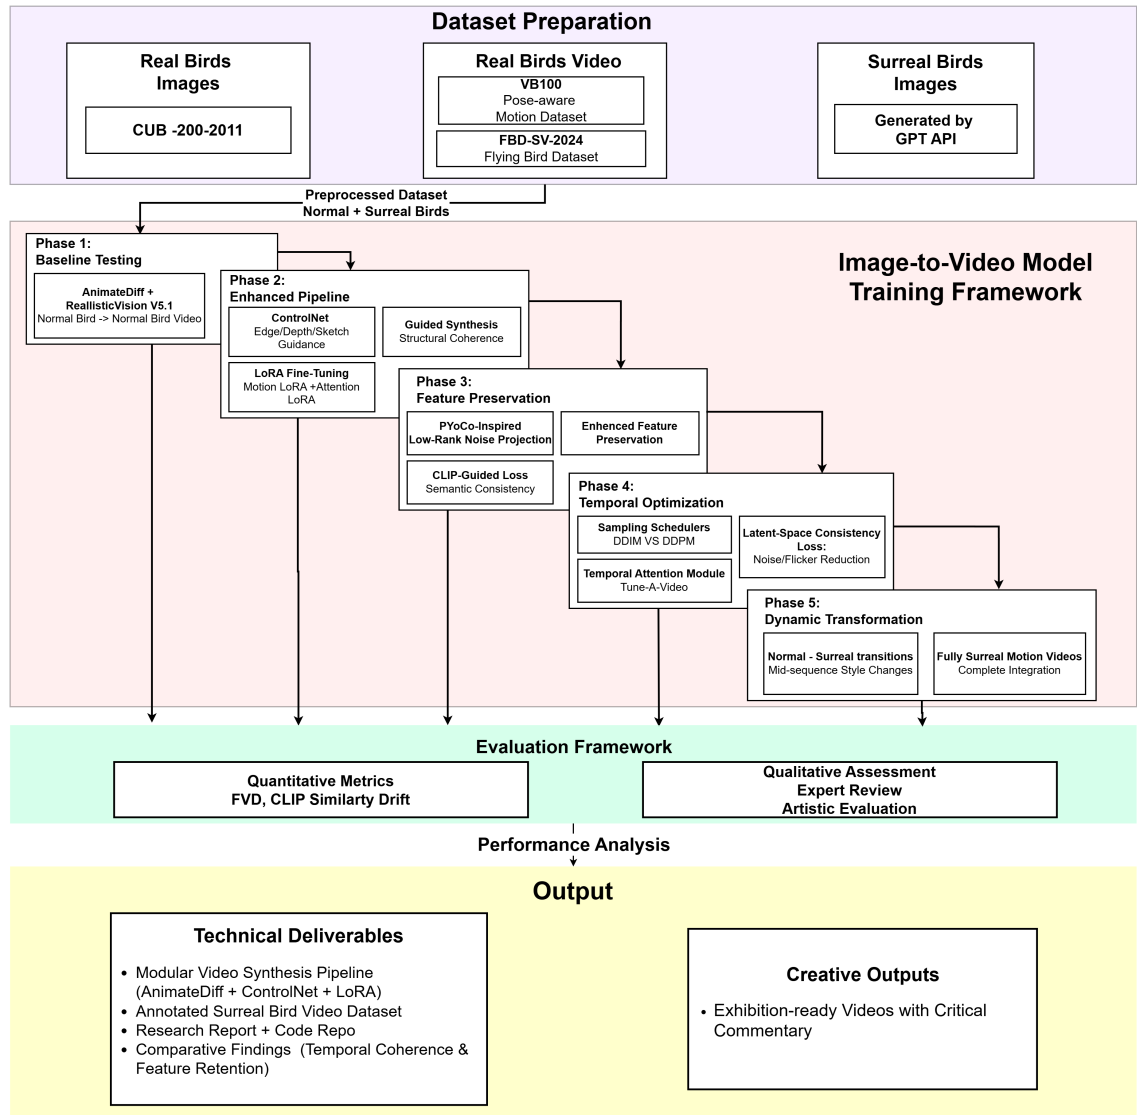 Dataset Preparation
Real Birds
Images
CUB -200-2011
Real Birds Video
VB100
Pose-aware
Motion Dataset
FBD-SV-2024
Flying Bird Dataset
Surreal Birds
Images
Generated by
GPT API
Preprocessed Dataset
Normal + Surreal Birds
Image-to-Video Model
Training Framework
Phase 1:
Baseline Testing
AnimateDiff +
ReallisticVision V5.1
Normal Bird -> Normal Bird Video
Phase 2:
Enhanced Pipeline
ControlNet
Edge/Depth/Sketch
Guidance
Guided Synthesis
Structural Coherence
LoRA Fine-Tuning
Motion LoRA +Attention
LoRA
Phase 3:
Feature Preservation
PYoCo-Inspired
Low-Rank Noise Projection
Enhenced Feature
Preservation
CLIP-Guided Loss
Semantic Consistency
Phase 4:
Temporal Optimization
Sampling Schedulers
DDIM VS DDPM
Latent-Space Consistency
Loss:
Noise/Flicker Reduction
Temporal Attention Module
Tune-A-Video
Phase 5:
Dynamic Transformation
Normal - Surreal transitions
Mid-sequence Style Changes
Fully Surreal Motion Videos
Complete Integration
Evaluation Framework
Quantitative Metrics
FVD, CLIP Similarty Drift
Qualitative Assessment
Expert Review
Artistic Evaluation
Performance Analysis
Output
Technical Deliverables
• Modular Video Synthesis Pipeline
(AnimateDiff + ControlNet + LoRA)
• Annotated Surreal Bird Video Dataset
• Research Report + Code Repo
• Comparative Findings  (Temporal Coherence &
Feature Retention)
Creative Outputs
• Exhibition-ready Videos with Critical
Commentary